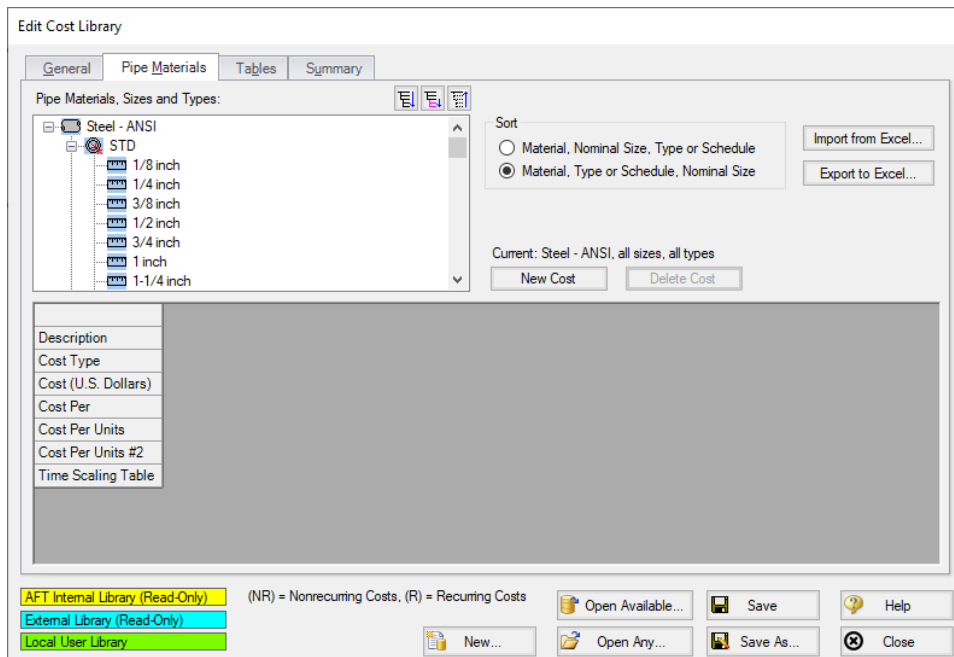 Edit Cost Library
General
Pipe Materials
Tables
Summary
Pipe Materials, Sizes and Types:
Steel - ANSI
STD
1/8 inch
1/4 inch
3/8 inch
1/2 inch
3/4 inch
1 inch
1-1/4 inch
Sort
Material, Nominal Size, Type or Schedule
Material, Type or Schedule, Nominal Size
Import from Excel...
Export to Excel...
Current: Steel - ANSI, all sizes, all types
New Cost
Delete Cost
Description
Cost Type
Cost (U.S. Dollars)
Cost Per
Cost Per Units
Cost Per Units #2
Time Scaling Table
AFT Internal Library (Read-Only)
External Library (Read-Only)
Local User Library
(NR) = Nonrecurring Costs, (R) = Recurring Costs
Open Available...
Save
Help
New...
Open Any...
Save As...
Close